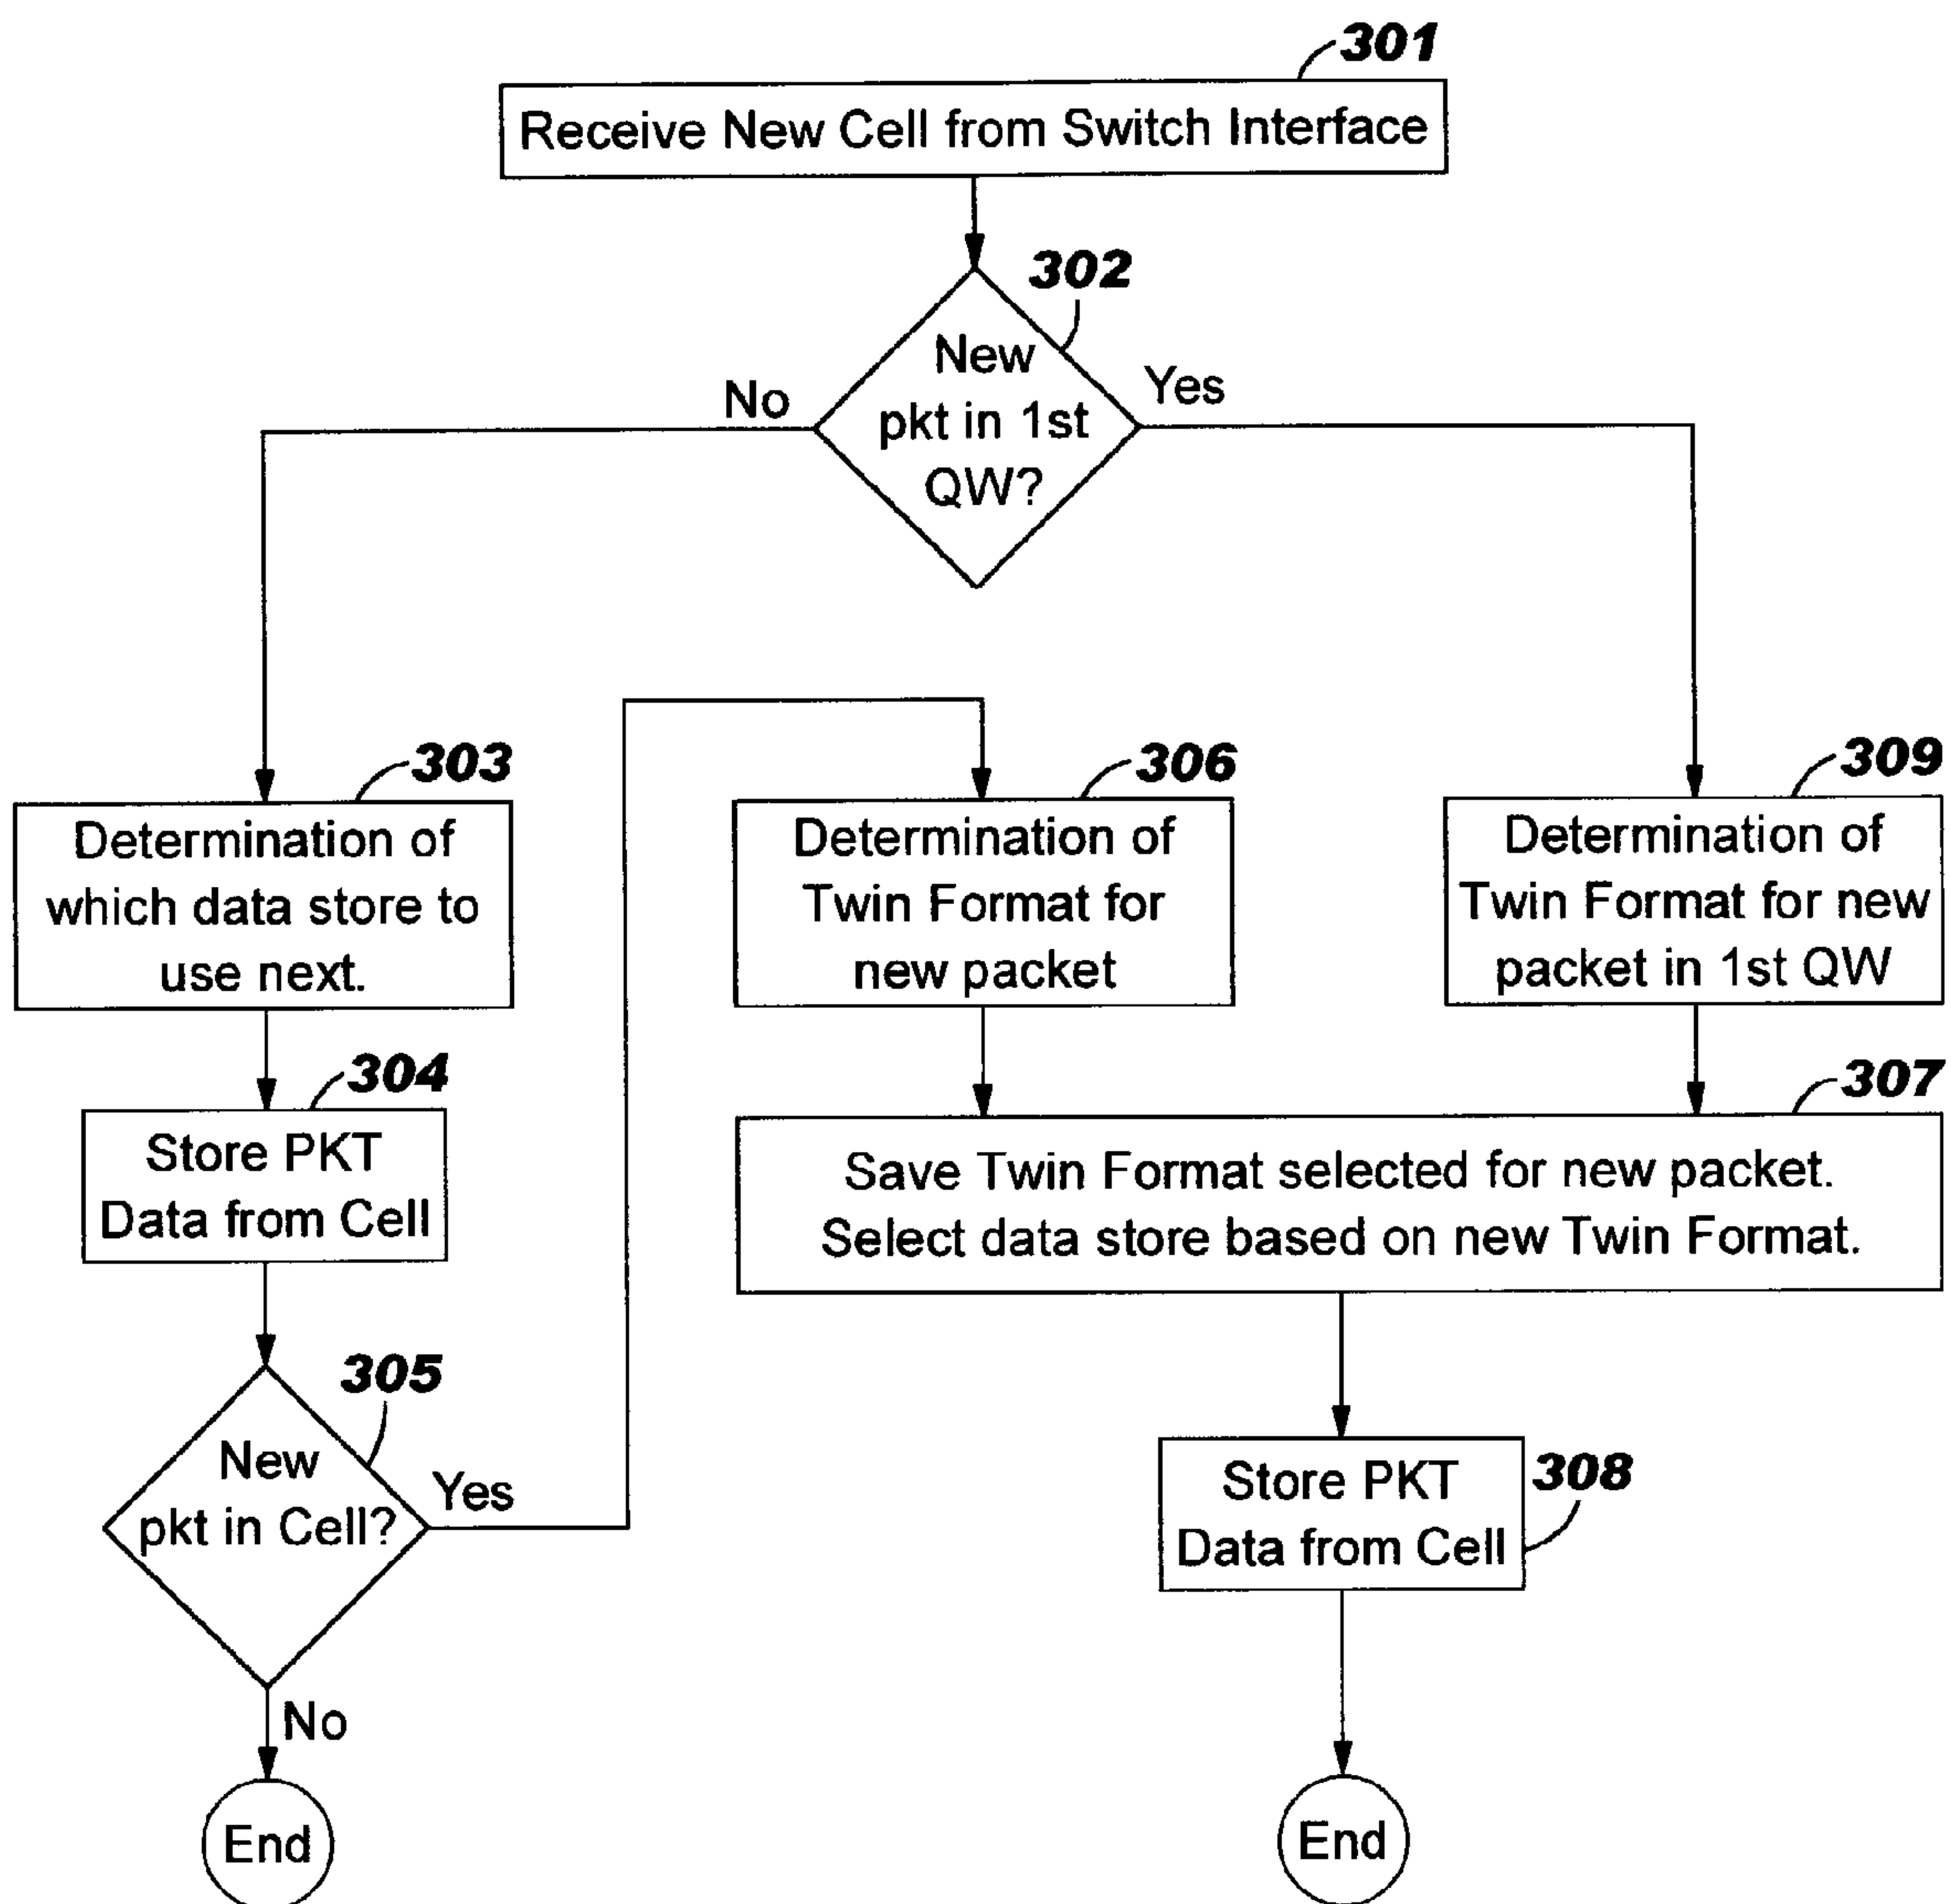 301
Receive New Cell from Switch Interface
302
New
pkt in 1st
QW?
No
Yes
303
Determination of
which data store to
use next.
306
Determination of
Twin Format for
new packet
309
Determination of
Twin Format for new
packet in 1st QW
304
Store PKT
Data from Cell
307
Save Twin Format selected for new packet.
Select data store based on new Twin Format.
305
New
pkt in Cell?
Yes
No
308
Store PKT
Data from Cell
End
End